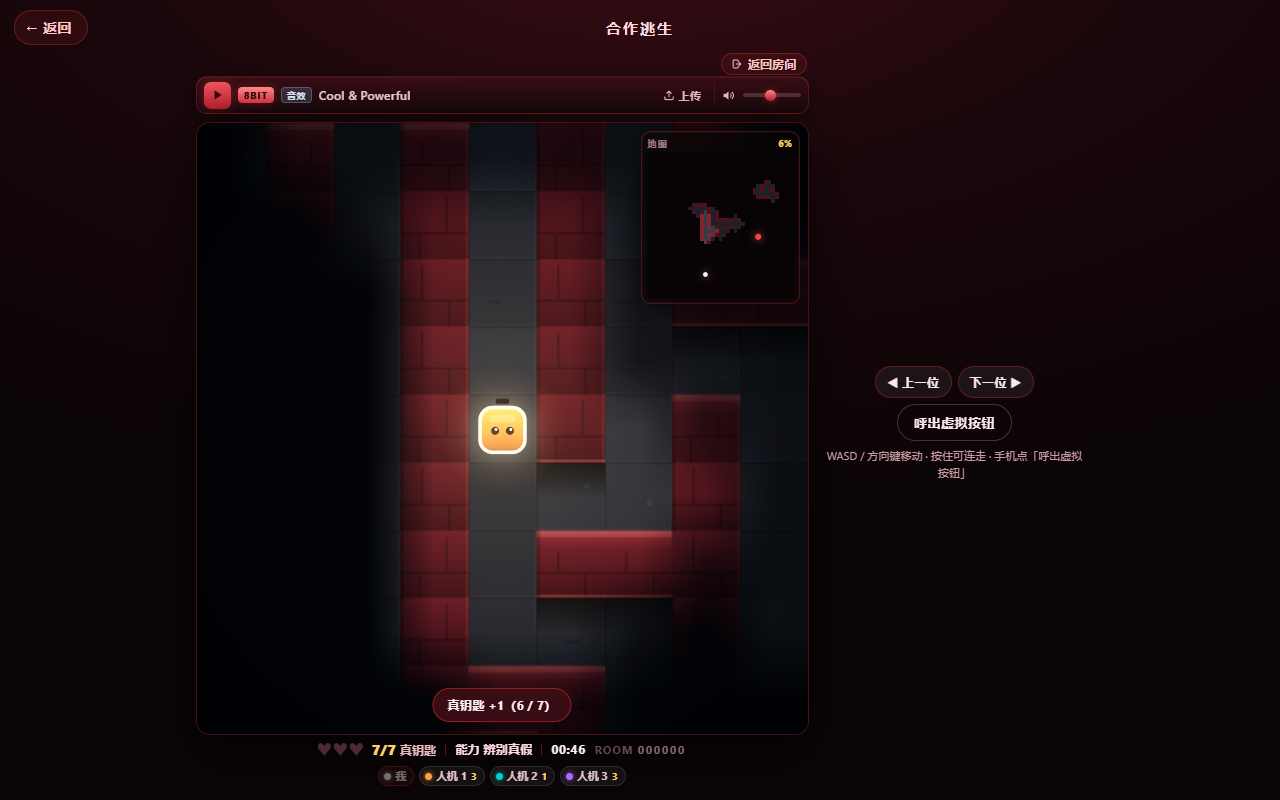 ← 返回
合作逃生
返回房间
8BIT 音效 Cool & Powerful 上传
地图 6%
◀ 上一位 下一位 ▶
呼出虚拟按钮
WASD / 方向键移动 · 按住可连走 · 手机点「呼出虚拟
按钮」
真钥匙 +1（6 / 7）
7/7 真钥匙 能力 辨别真假 00:46 ROOM 000000
我 人机 1 3 人机 2 1 人机 3 3